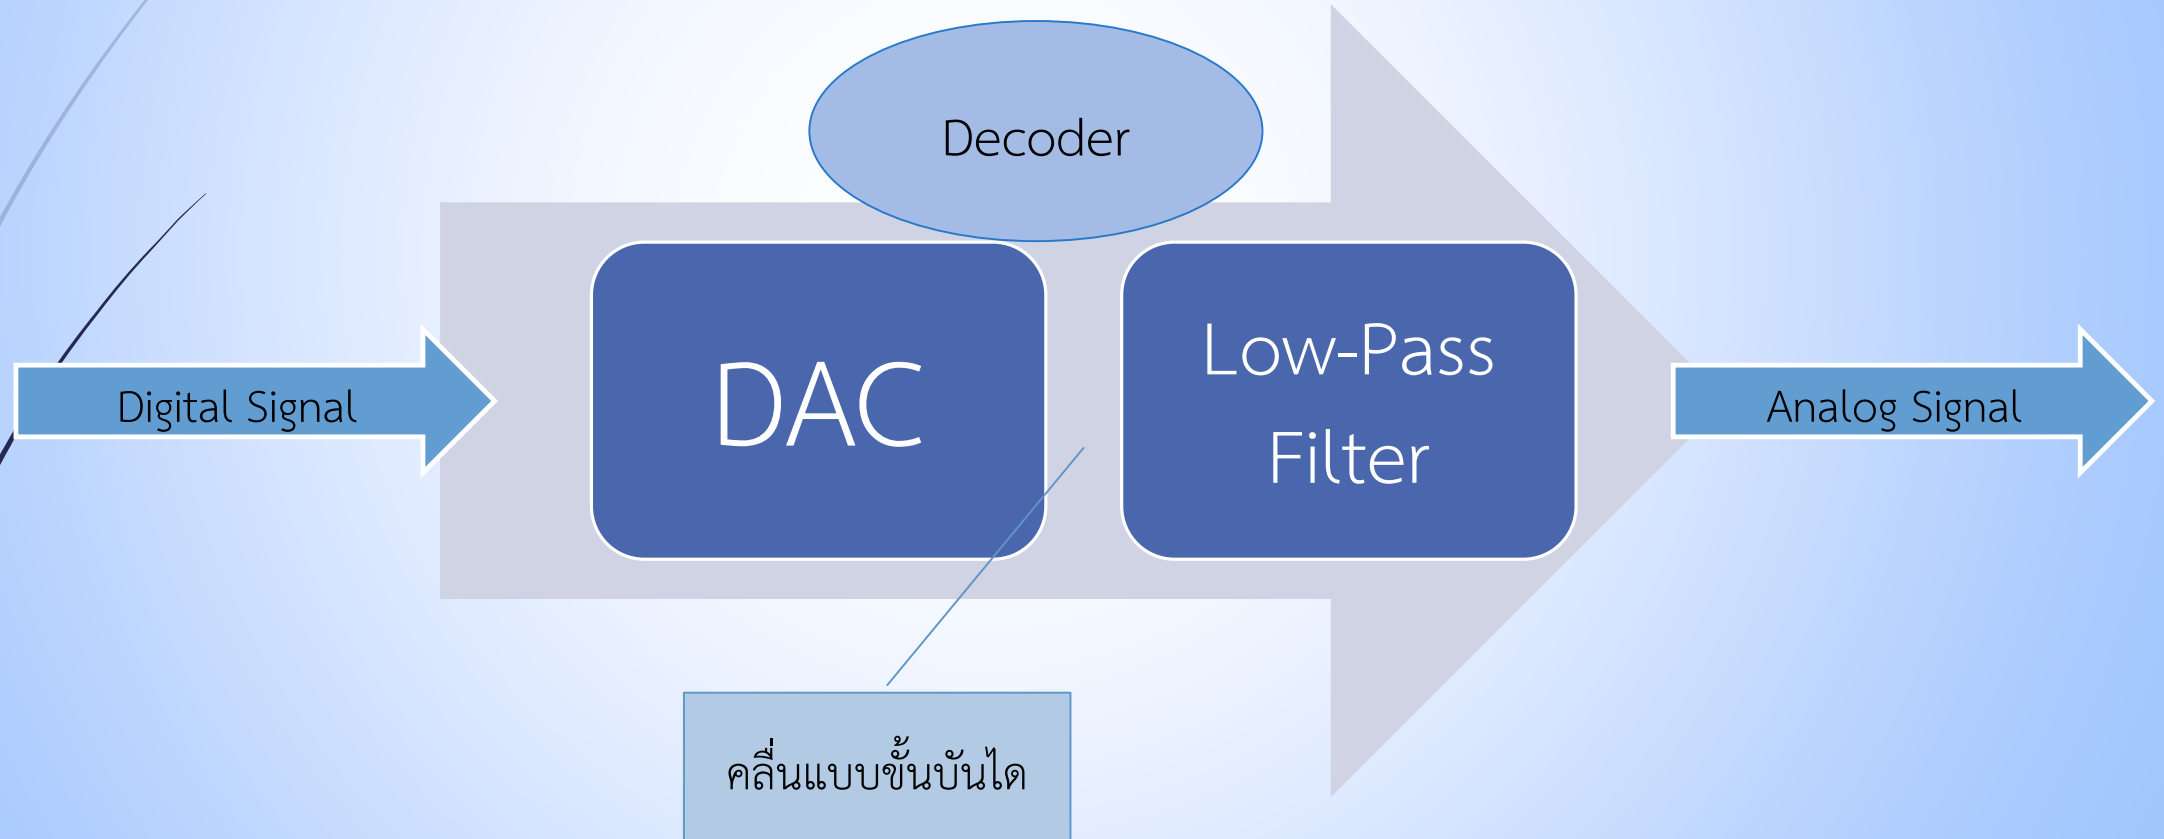 Decoder
Digital Signal
DAC
Low-Pass
Filter
Analog Signal
คลื่นแบบขั้นบันได